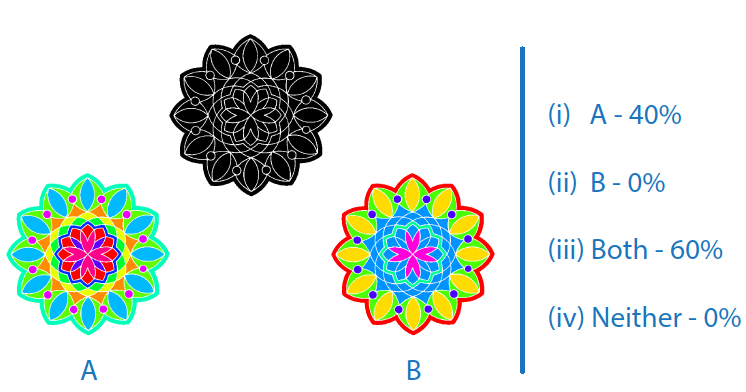 (i) A - 40%
(ii) B - 0%
(iii) Both - 60%
(iv) Neither - 0%
A
B